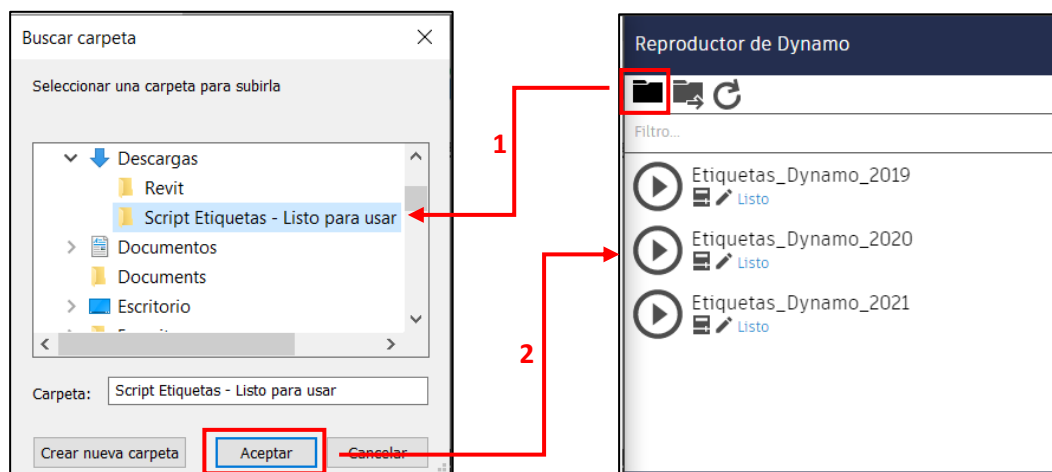 Buscar carpeta
Seleccionar una carpeta para subirla
Descargas
Revit
Script Etiquetas - Listo para usar
Documentos
Documents
Escritorio
Carpeta: Script Etiquetas - Listo para usar
Crear nueva carpeta Aceptar Cancelar
1
2
Reproductor de Dynamo
Filtro...
Etiquetas_Dynamo_2019
Listo
Etiquetas_Dynamo_2020
Listo
Etiquetas_Dynamo_2021
Listo